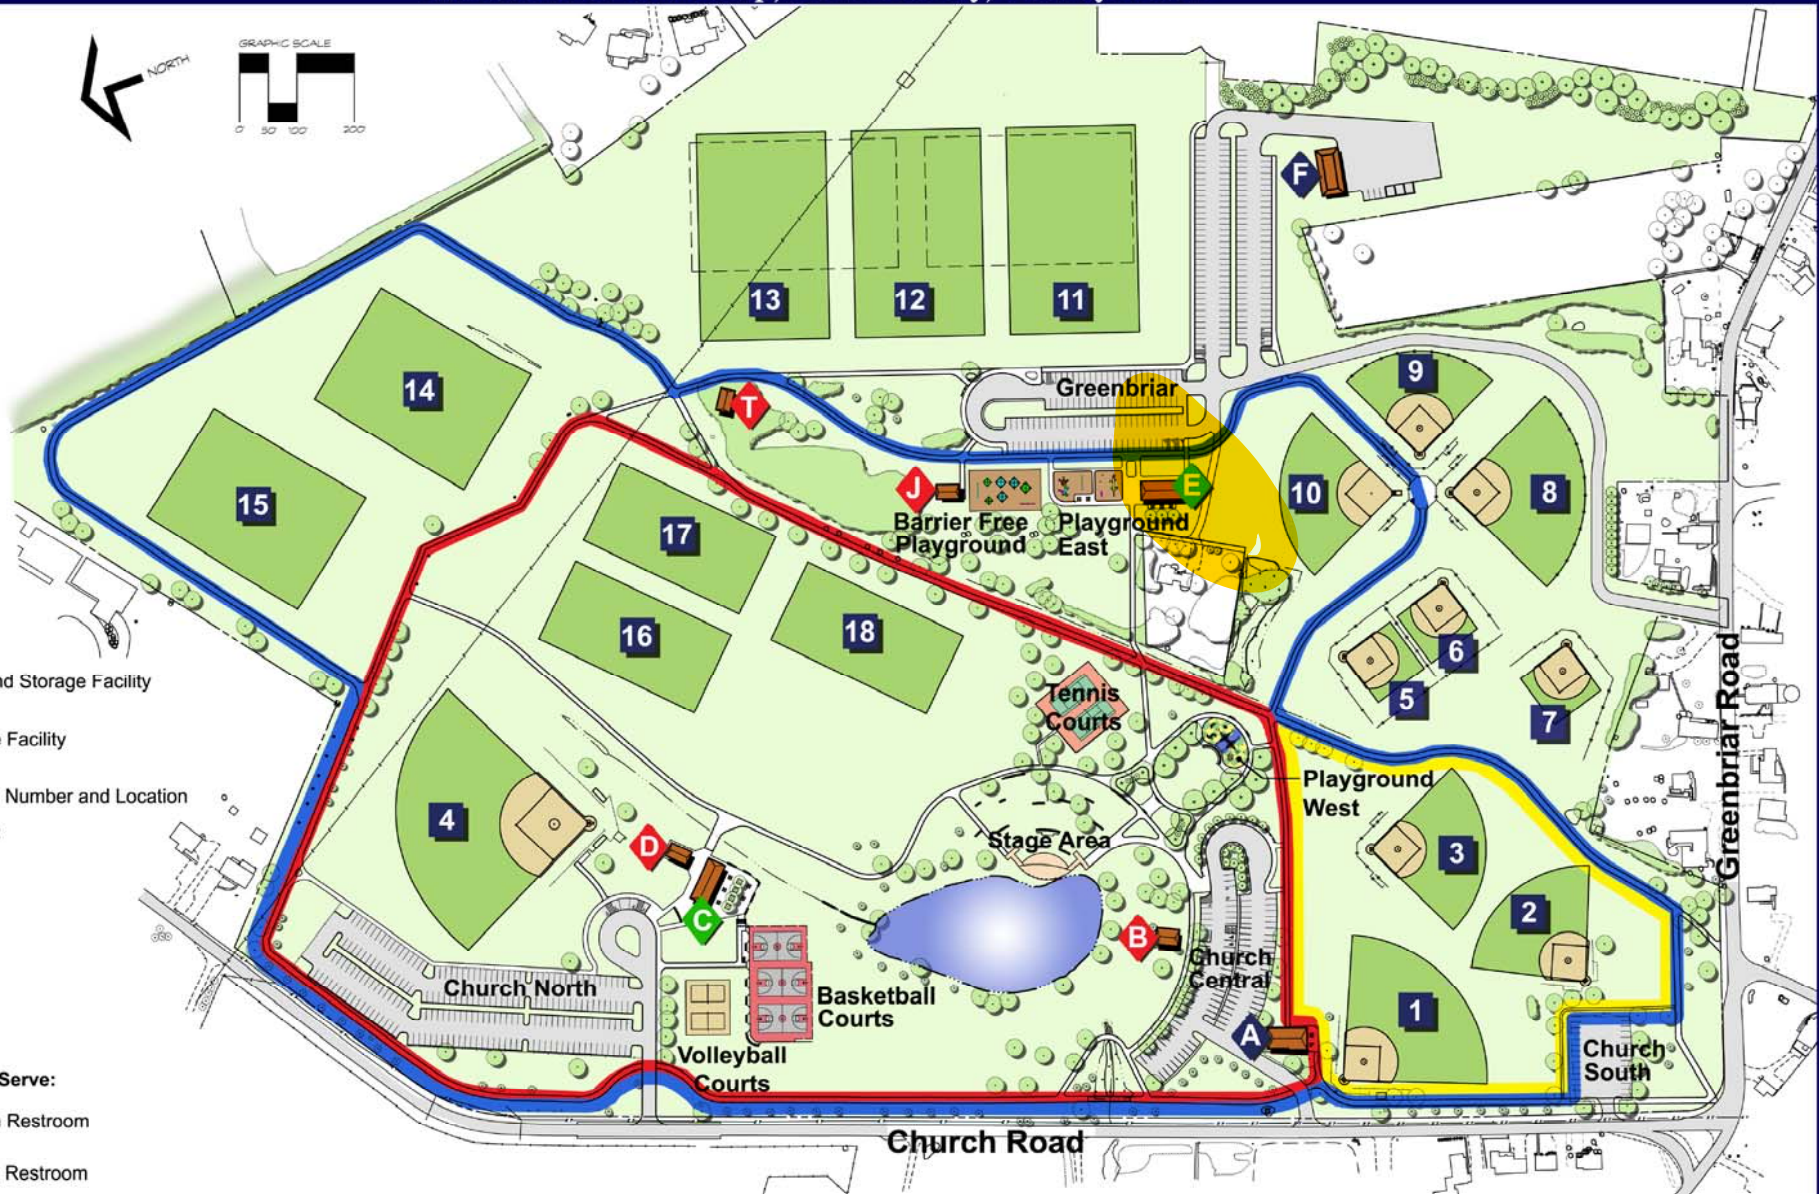 GRAPHIC SCALE
NORTH
0 50 100 200
F
13
12
11
14
9
Greenbriar
T
15
J
E
10
8
Barrier Free
Playground
Playground
East
17
16
18
6
5
7
Tennis
Courts
nd Storage Facility
Facility
Number and Location
Playground
West
Greenbriar Road
4
D
Stage Area
3
C
B
2
Church
Central
Church North
Basketball
Courts
1
A
Volleyball
Courts
Church
South
Serve:
Restroom
Church Road
Restroom